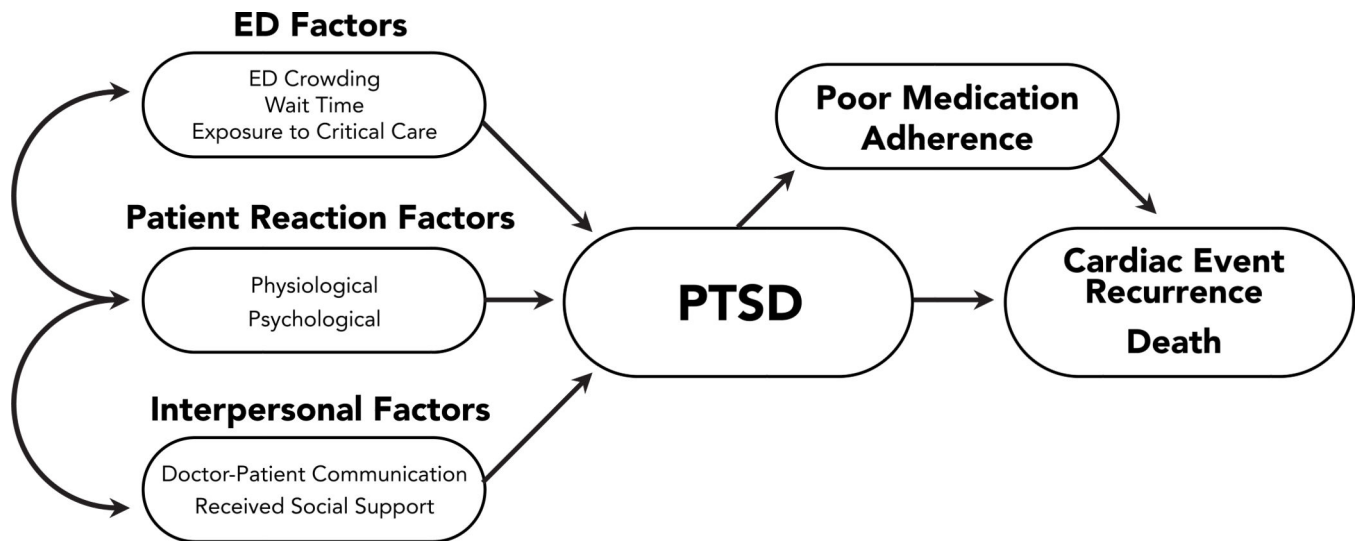 ED Factors
ED Crowding
Wait Time
Exposure to Critical Care
Patient Reaction Factors
Physiological
Psychological
Interpersonal Factors
Doctor-Patient Communication
Received Social Support
PTSD
Poor Medication
Adherence
Cardiac Event
Recurrence
Death